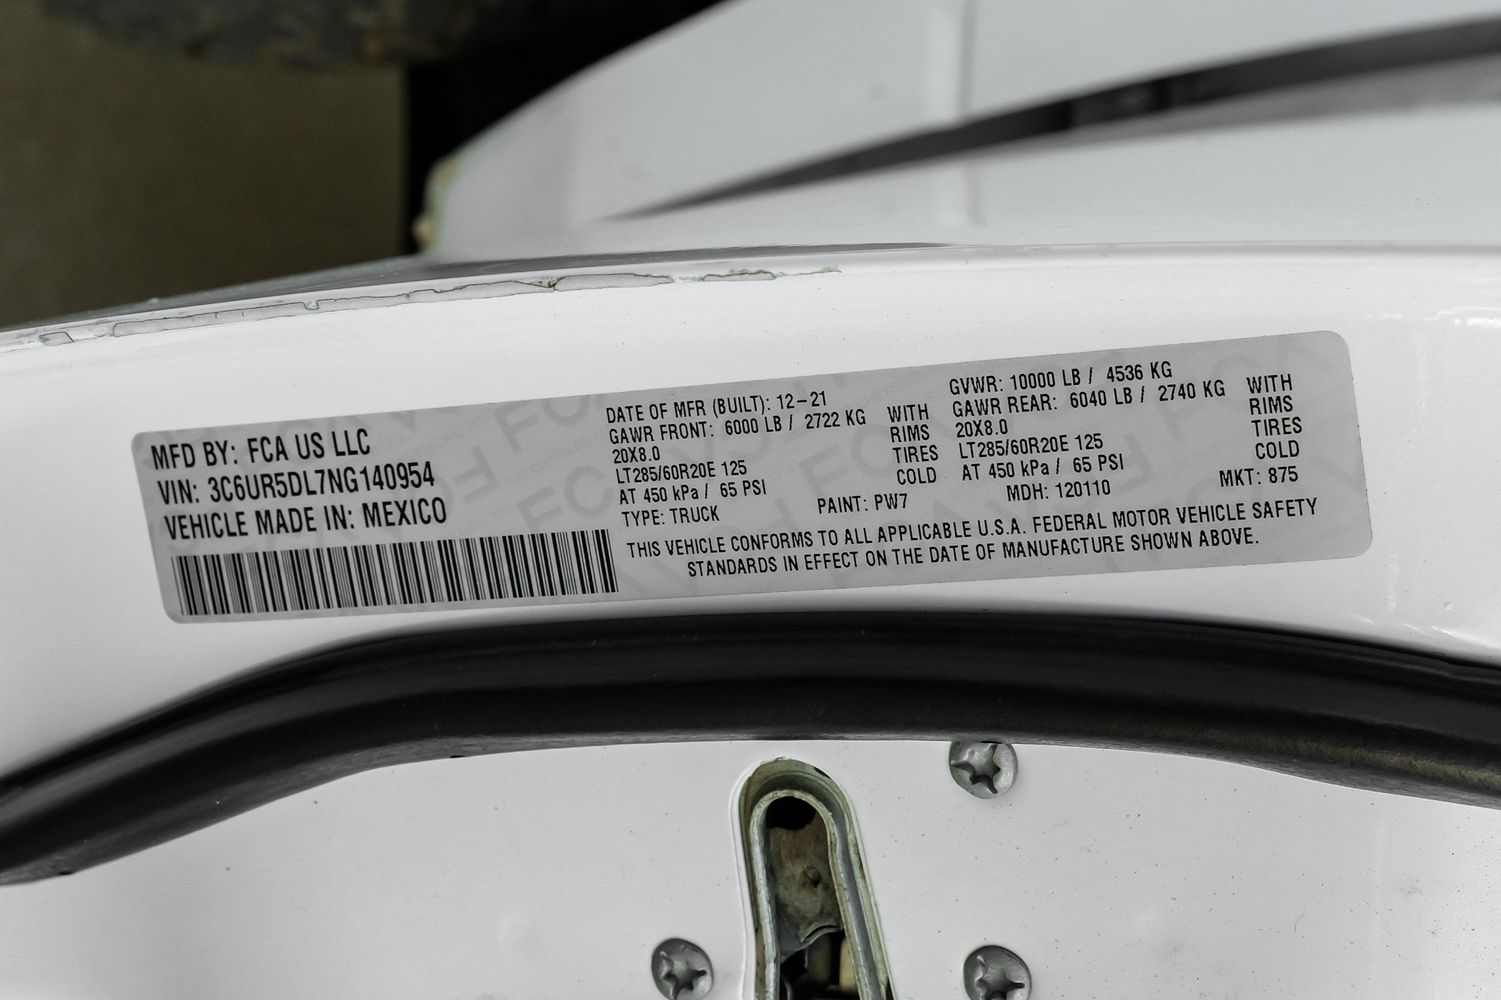 MFD BY: FCA US LLC
VIN: 3C6UR5DL7NG140954
VEHICLE MADE IN: MEXICO
DATE OF MFR (BUILT): 12-21
GVWR: 10000 LB / 4536 KG
GAWR FRONT: 6000 LB / 2722 KG WITH
20X8.0 RIMS
LT285/60R20E 125 TIRES
AT 450 kPa / 65 PSI COLD
GAWR REAR: 6040 LB / 2740 KG WITH
20X8.0 RIMS
LT285/60R20E 125 TIRES
AT 450 kPa / 65 PSI COLD
TYPE: TRUCK PAINT: PW7 MDH: 120110 MKT: 875
THIS VEHICLE CONFORMS TO ALL APPLICABLE U.S.A. FEDERAL MOTOR VEHICLE SAFETY
STANDARDS IN EFFECT ON THE DATE OF MANUFACTURE SHOWN ABOVE.